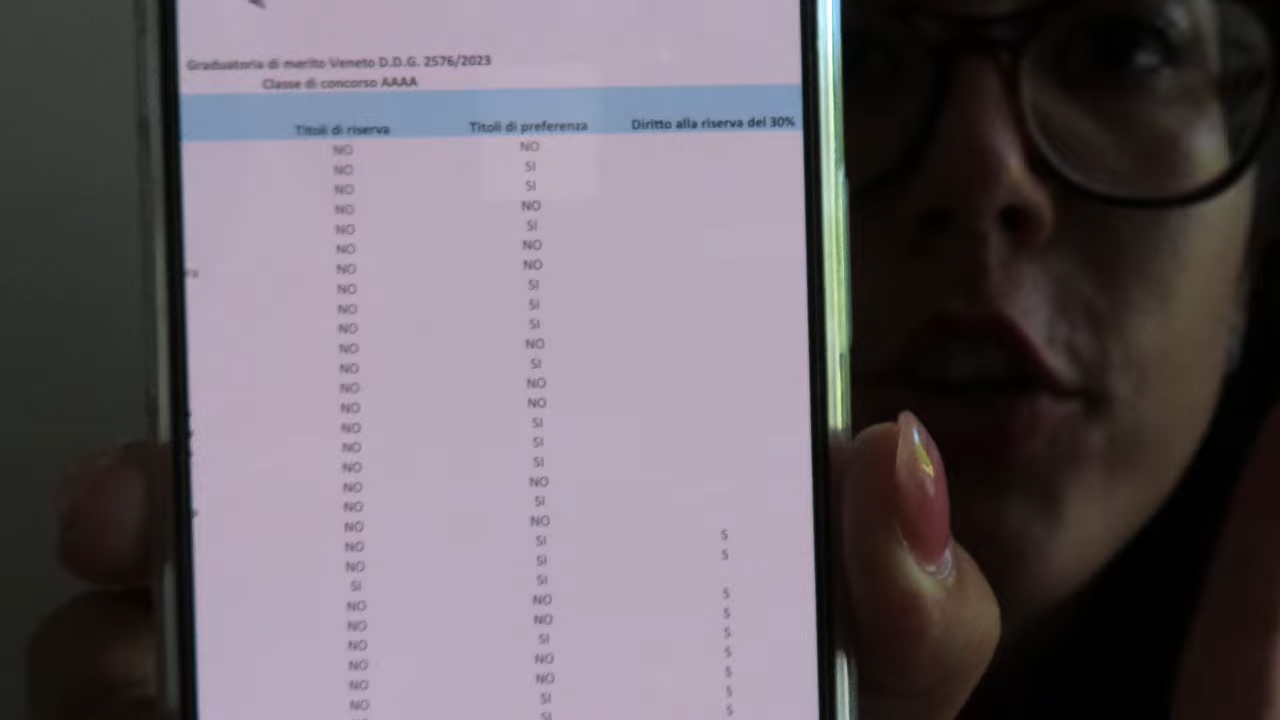 Graduatoria di merito Veneto D.D.G. 2576/2023
Classe di concorso AAAA
Titoli di riserva Titoli di preferenza Diritto alla riserva del 30%
NO NO
NO SI
NO SI
NO NO
NO SI
NO NO
NO NO
NO SI
NO SI
NO SI
NO NO
NO SI
NO NO
NO NO
NO SI
NO SI
NO SI
NO NO
NO SI
NO NO
NO SI S
NO SI S
SI SI
NO NO S
NO NO S
NO SI S
NO NO S
NO NO S
NO SI S
SI S